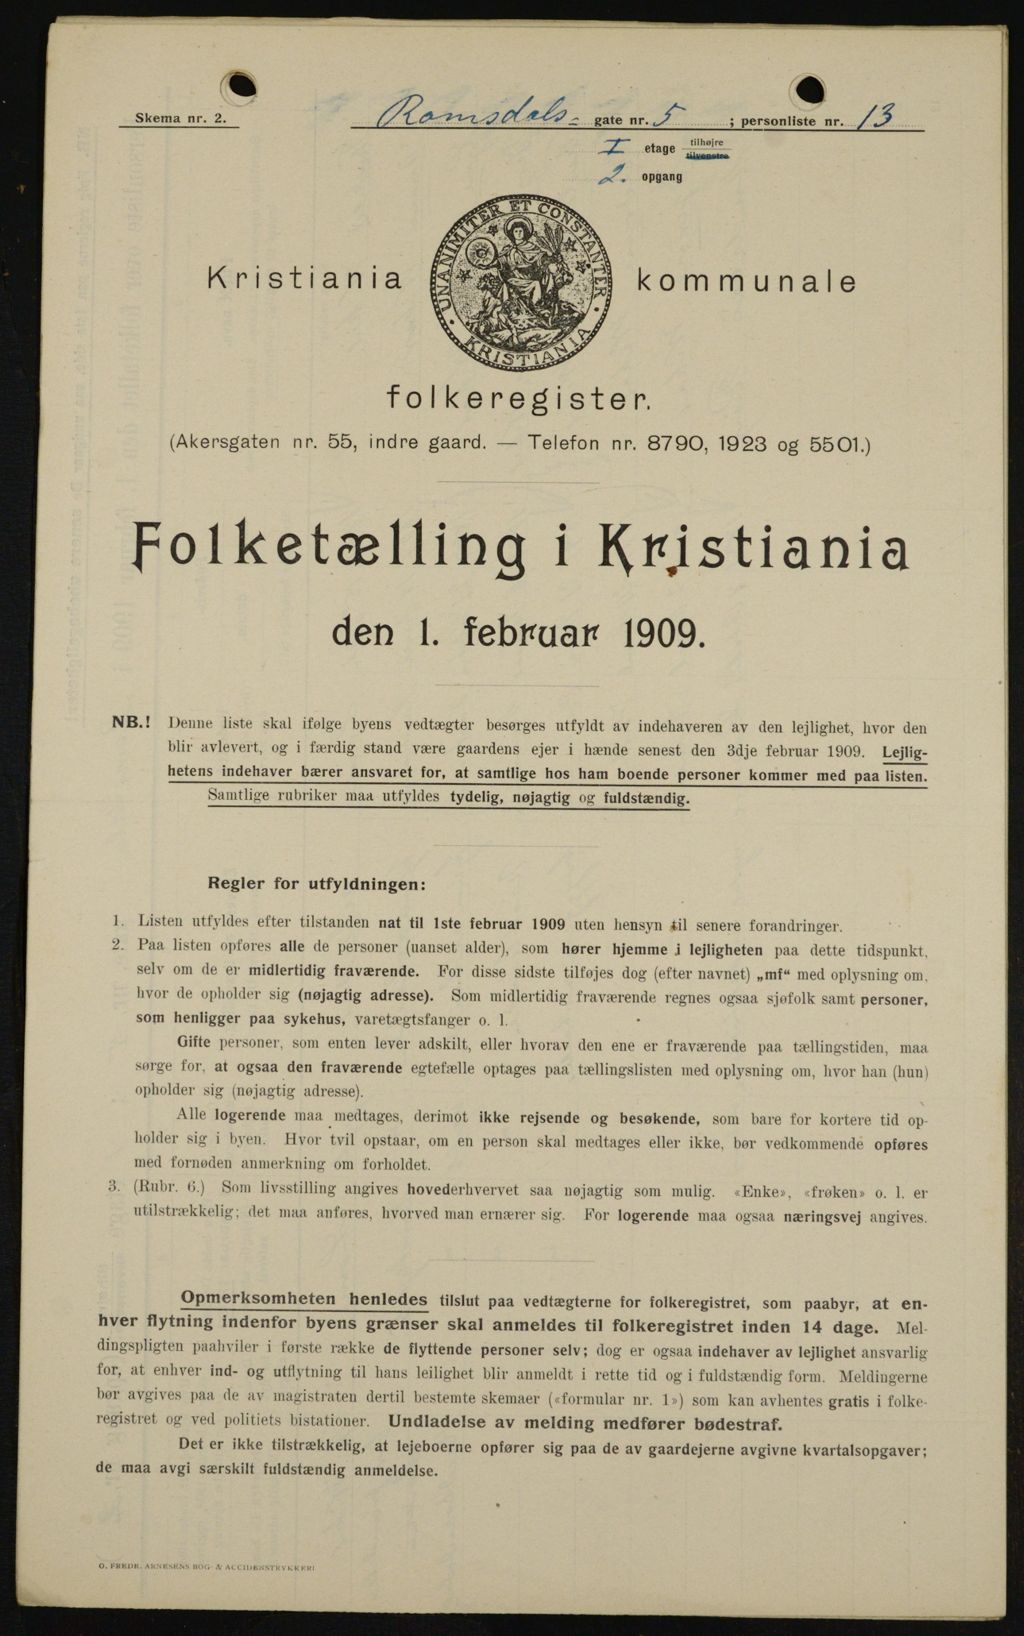 Skema nr. 2.
Romsdals- gate nr. 5 ; personliste nr. 13
I etage tilhøjre
tilvenstre
2. opgang
UNANIMITER ET CONSTANTER · KRISTIANIA ·
Kristiania kommunale
folkeregister.
(Akersgaten nr. 55, indre gaard. — Telefon nr. 8790, 1923 og 5501.)
Folketælling i Kristiania
den 1. februar 1909.
NB.! Denne liste skal ifølge byens vedtægter besørges utfyldt av indehaveren av den lejlighet, hvor den
blir avlevert, og i færdig stand være gaardens ejer i hænde senest den 3dje februar 1909. Lejlig-
hetens indehaver bærer ansvaret for, at samtlige hos ham boende personer kommer med paa listen.
Samtlige rubriker maa utfyldes tydelig, nøjagtig og fuldstændig.
Regler for utfyldningen:
1. Listen utfyldes efter tilstanden nat til 1ste februar 1909 uten hensyn til senere forandringer.
2. Paa listen opføres alle de personer (uanset alder), som hører hjemme i lejligheten paa dette tidspunkt,
selv om de er midlertidig fraværende. For disse sidste tilføjes dog (efter navnet) „mf“ med oplysning om,
hvor de opholder sig (nøjagtig adresse). Som midlertidig fraværende regnes ogsaa sjøfolk samt personer,
som henligger paa sykehus, varetægtsfanger o. l.
Gifte personer, som enten lever adskilt, eller hvorav den ene er fraværende paa tællingstiden, maa
sørge for, at ogsaa den fraværende egtefælle optages paa tællingslisten med oplysning om, hvor han (hun)
opholder sig (nøjagtig adresse).
Alle logerende maa medtages, derimot ikke rejsende og besøkende, som bare for kortere tid op-
holder sig i byen. Hvor tvil opstaar, om en person skal medtages eller ikke, bør vedkommende opføres
med fornøden anmerkning om forholdet.
3. (Rubr. 6.) Som livsstilling angives hovederhvervet saa nøjagtig som mulig. «Enke», «frøken» o. l. er
utilstrækkelig; det maa anføres, hvorved man ernærer sig. For logerende maa ogsaa næringsvej angives.
Opmerksomheten henledes tilslut paa vedtægterne for folkeregistret, som paabyr, at en-
hver flytning indenfor byens grænser skal anmeldes til folkeregistret inden 14 dage. Mel-
dingspligten paahviler i første række de flyttende personer selv; dog er ogsaa indehaver av lejlighet ansvarlig
for, at enhver ind- og utflytning til hans leilighet blir anmeldt i rette tid og i fuldstændig form. Meldingerne
bør avgives paa de av magistraten dertil bestemte skemaer («formular nr. 1») som kan avhentes gratis i folke-
registret og ved politiets bistationer. Undladelse av melding medfører bødestraf.
Det er ikke tilstrækkelig, at lejeboerne opfører sig paa de av gaardejerne avgivne kvartalsopgaver;
de maa avgi særskilt fuldstændig anmeldelse.
O. FREDR. ARNESENS BOG- & ACCIDENSTRYKKERI